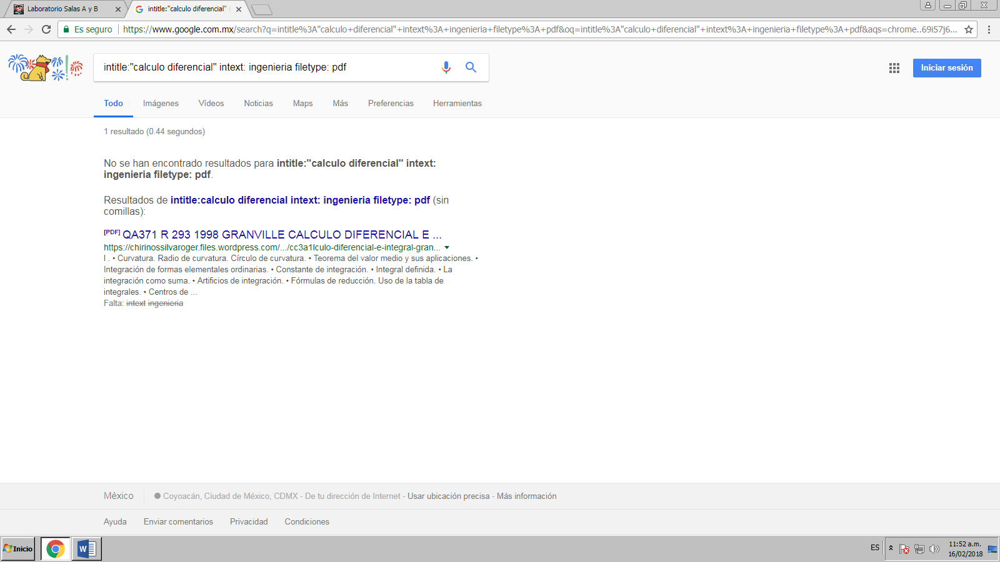 Laboratorio Salas A y B
intitle:"calculo diferencial"
Es seguro
https://www.google.com.mx/search?q=intitle%3A"calculo+diferencial"+intext%3A+ingenieria+filetype%3A+pdf&oq=intitle%3A"calculo+diferencial"+intext%3A+ingenieria+filetype%3A+pdf&aqs=chrome..69i57j6...
intitle:"calculo diferencial" intext: ingenieria filetype: pdf
Iniciar sesión
Todo Imágenes Vídeos Noticias Maps Más Preferencias Herramientas
1 resultado (0.44 segundos)
No se han encontrado resultados para intitle:"calculo diferencial" intext:
ingenieria filetype: pdf.
Resultados de intitle:calculo diferencial intext: ingenieria filetype: pdf (sin
comillas):
[PDF] QA371 R 293 1998 GRANVILLE CALCULO DIFERENCIAL E ...
https://chirinossilvaroger.files.wordpress.com/.../cc3a1lculo-diferencial-e-integral-gran...
l . • Curvatura. Radio de curvatura. Círculo de curvatura. • Teorema del valor medio y sus aplicaciones. •
Integración de formas elementales ordinarias. • Constante de integración. • Integral definida. • La
integración como suma. • Artificios de integración. • Fórmulas de reducción. Uso de la tabla de
integrales. • Centros de ...
Falta: intext ingenieria
México
Coyoacán, Ciudad de México, CDMX - De tu dirección de Internet - Usar ubicación precisa - Más información
Ayuda Enviar comentarios Privacidad Condiciones
Inicio
ES
11:52 a.m.
16/02/2018